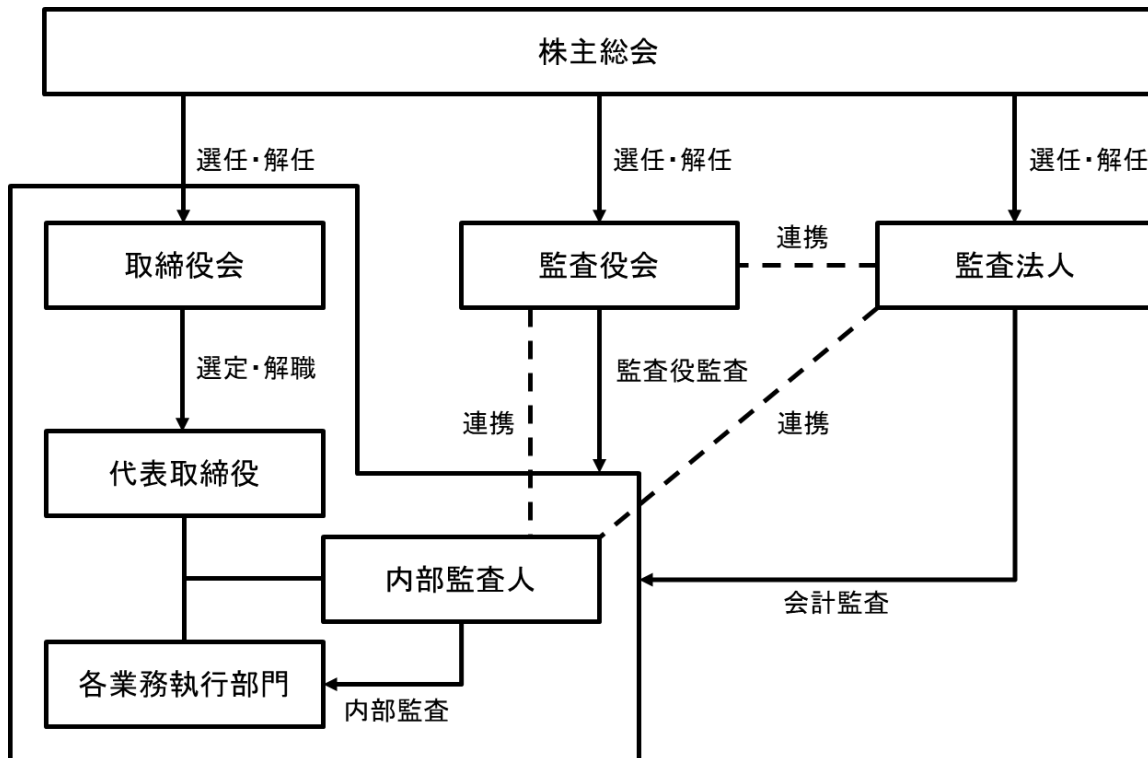 株主総会
選任・解任
選任・解任
選任・解任
取締役会
監査役会
連携
監査法人
選定・解職
監査役監査
連携
連携
代表取締役
内部監査人
会計監査
各業務執行部門
内部監査